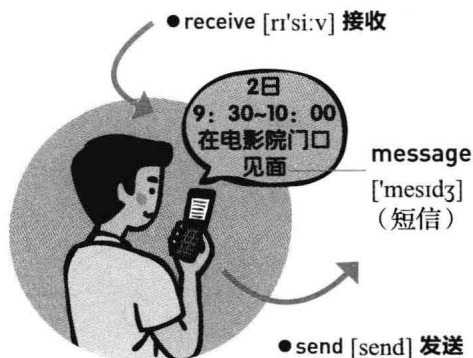 ●receive [rɪ'si:v] 接收
2日
9：30~10：00
在电影院门口
见面
message
['mesɪdʒ]
（短信）
●send [send] 发送